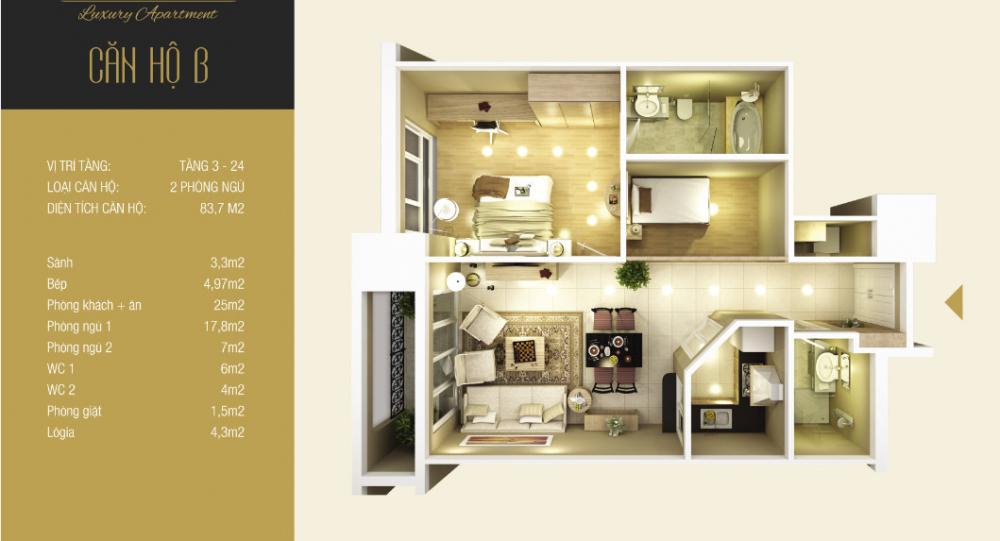 Luxury Apartment
CĂN HỘ B
VỊ TRÍ TẦNG: TẦNG 3 - 24
LOẠI CĂN HỘ: 2 PHÒNG NGỦ
DIỆN TÍCH CĂN HỘ: 83,7 M2
Sảnh 3,3m2
Bếp 4,97m2
Phòng khách + ăn 25m2
Phòng ngủ 1 17,8m2
Phòng ngủ 2 7m2
WC 1 6m2
WC 2 4m2
Phòng giặt 1,5m2
Lôgia 4,3m2